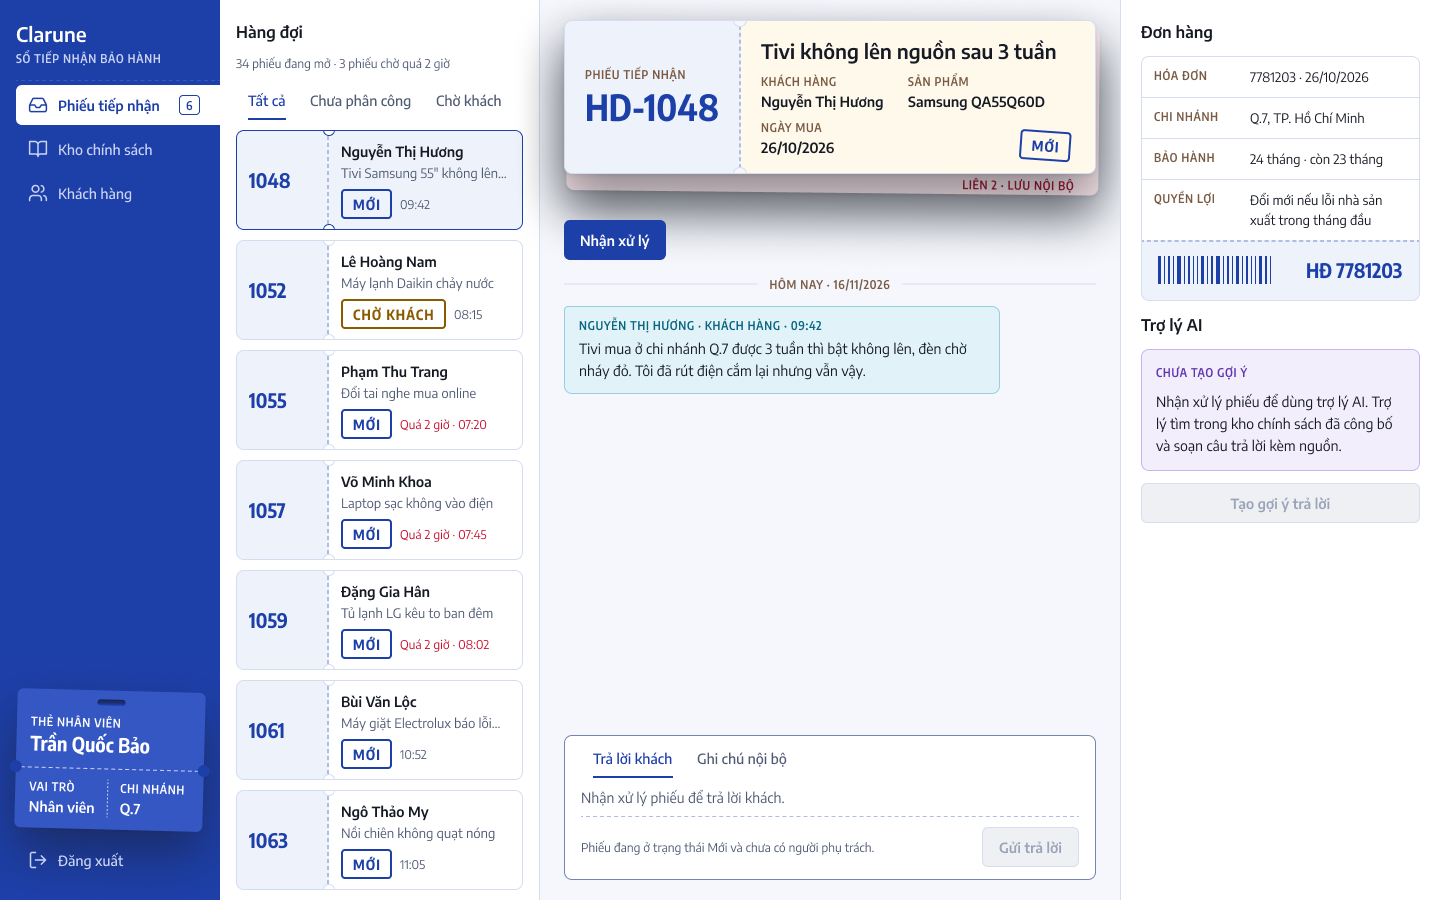 Clarune
SỔ TIẾP NHẬN BẢO HÀNH
Phiếu tiếp nhận 6
Kho chính sách
Khách hàng
THẺ NHÂN VIÊN
Trần Quốc Bảo
VAI TRÒ CHI NHÁNH
Nhân viên Q.7
Đăng xuất
Hàng đợi
34 phiếu đang mở · 3 phiếu chờ quá 2 giờ
Tất cả Chưa phân công Chờ khách
1048
Nguyễn Thị Hương
Tivi Samsung 55" không lên...
MỚI 09:42
1052
Lê Hoàng Nam
Máy lạnh Daikin chảy nước
CHỜ KHÁCH 08:15
1055
Phạm Thu Trang
Đổi tai nghe mua online
MỚI Quá 2 giờ · 07:20
1057
Võ Minh Khoa
Laptop sạc không vào điện
MỚI Quá 2 giờ · 07:45
1059
Đặng Gia Hân
Tủ lạnh LG kêu to ban đêm
MỚI Quá 2 giờ · 08:02
1061
Bùi Văn Lộc
Máy giặt Electrolux báo lỗi...
MỚI 10:52
1063
Ngô Thảo My
Nồi chiên không quạt nóng
MỚI 11:05
PHIẾU TIẾP NHẬN
HD-1048
Tivi không lên nguồn sau 3 tuần
KHÁCH HÀNG SẢN PHẨM
Nguyễn Thị Hương Samsung QA55Q60D
NGÀY MUA
26/10/2026
MỚI
LIÊN 2 · LƯU NỘI BỘ
Nhận xử lý
HÔM NAY · 16/11/2026
NGUYỄN THỊ HƯƠNG · KHÁCH HÀNG · 09:42
Tivi mua ở chi nhánh Q.7 được 3 tuần thì bật không lên, đèn chờ
nháy đỏ. Tôi đã rút điện cắm lại nhưng vẫn vậy.
Trả lời khách Ghi chú nội bộ
Nhận xử lý phiếu để trả lời khách.
Phiếu đang ở trạng thái Mới và chưa có người phụ trách.
Gửi trả lời
Đơn hàng
HÓA ĐƠN 7781203 · 26/10/2026
CHI NHÁNH Q.7, TP. Hồ Chí Minh
BẢO HÀNH 24 tháng · còn 23 tháng
QUYỀN LỢI Đổi mới nếu lỗi nhà sản
xuất trong tháng đầu
HĐ 7781203
Trợ lý AI
CHƯA TẠO GỢI Ý
Nhận xử lý phiếu để dùng trợ lý AI. Trợ
lý tìm trong kho chính sách đã công bố
và soạn câu trả lời kèm nguồn.
Tạo gợi ý trả lời